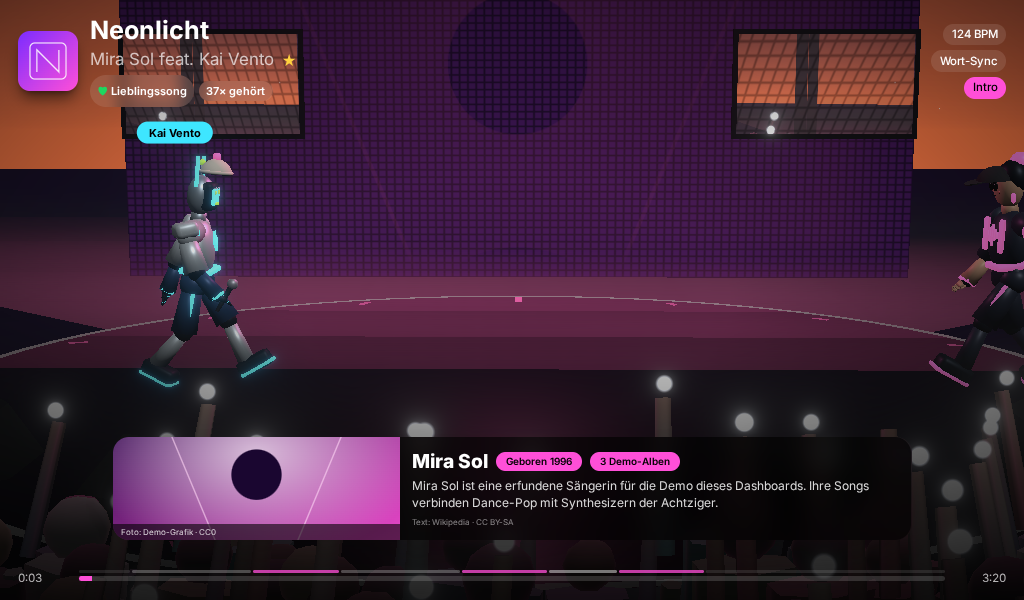 Neonlicht
Mira Sol feat. Kai Vento
Lieblingssong
37× gehört
124 BPM
Wort-Sync
Intro
N
Kai Vento
M
Mira Sol
Geboren 1996
3 Demo-Alben
Mira Sol ist eine erfundene Sängerin für die Demo dieses Dashboards. Ihre Songs
verbinden Dance-Pop mit Synthesizern der Achtziger.
Text: Wikipedia · CC BY-SA
Foto: Demo-Grafik · CC0
0:03
3:20